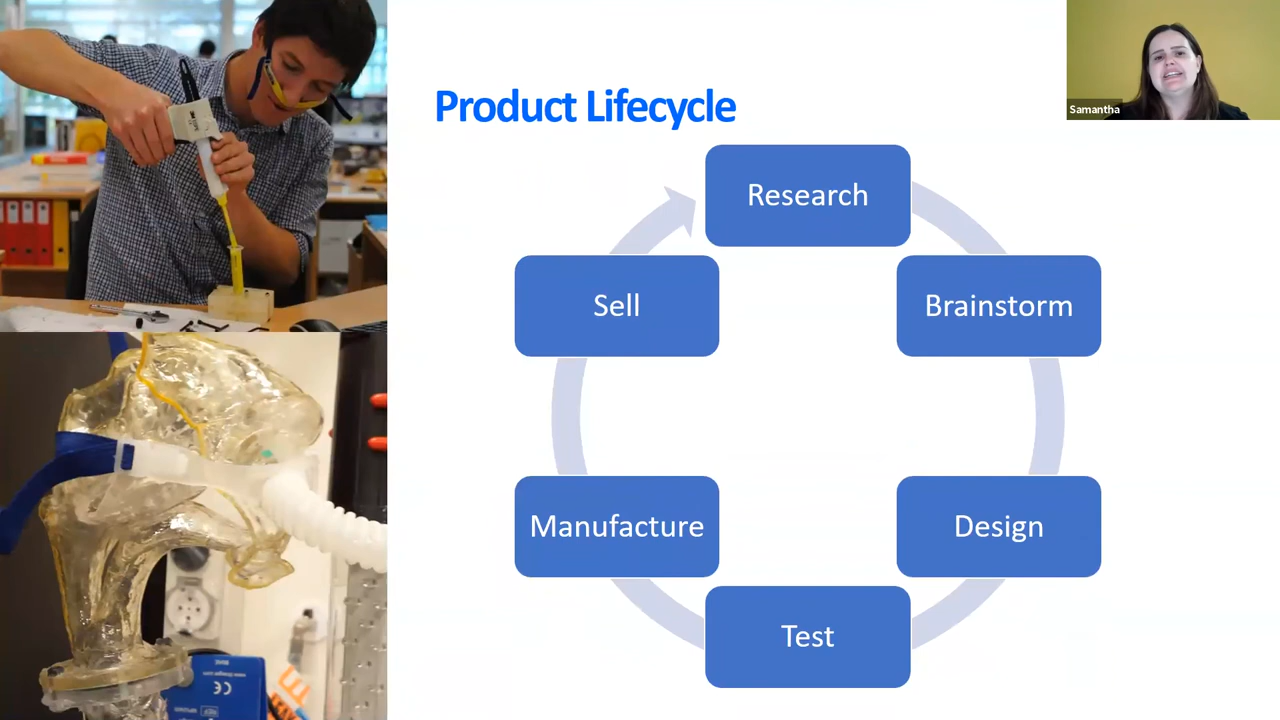 Product Lifecycle
Samantha
Research
Sell
Brainstorm
Manufacture
Design
Test